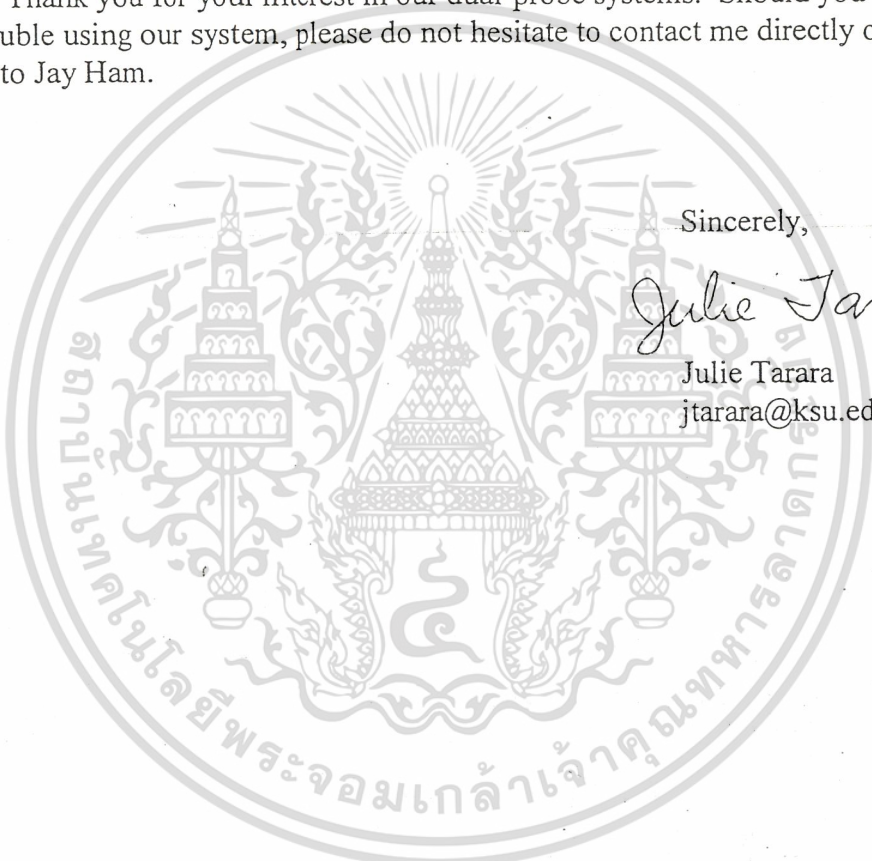 Thank you for your interest in our dual probe systems. Should you
uble using our system, please do not hesitate to contact me directly
to Jay Ham.
Sincerely,
Julie Ta
Julie Tarara
jtarara@ksu.ed
สถาบันเทคโนโลยีพระจอมเกล้าเจ้าคุณทหารลาดกระบัง
๔